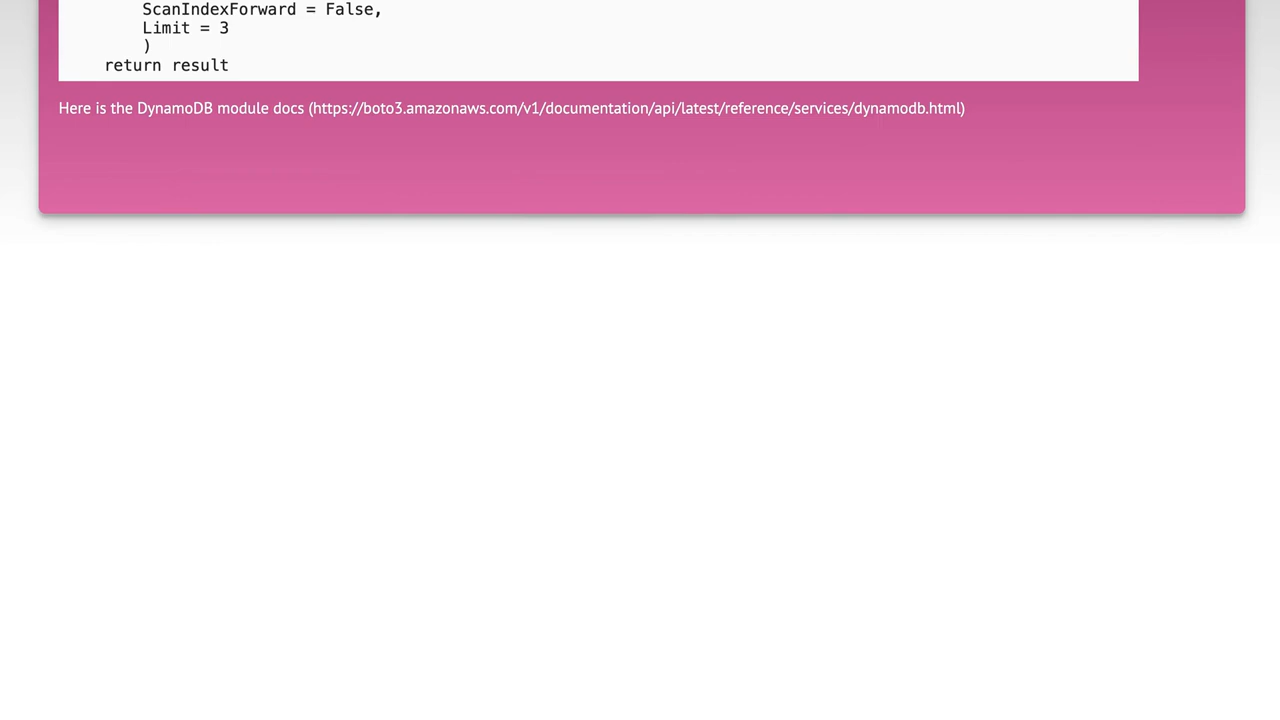 ScanIndexForward = False,
Limit = 3
)
return result
Here is the DynamoDB module docs (https://boto3.amazonaws.com/v1/documentation/api/latest/reference/services/dynamodb.html)